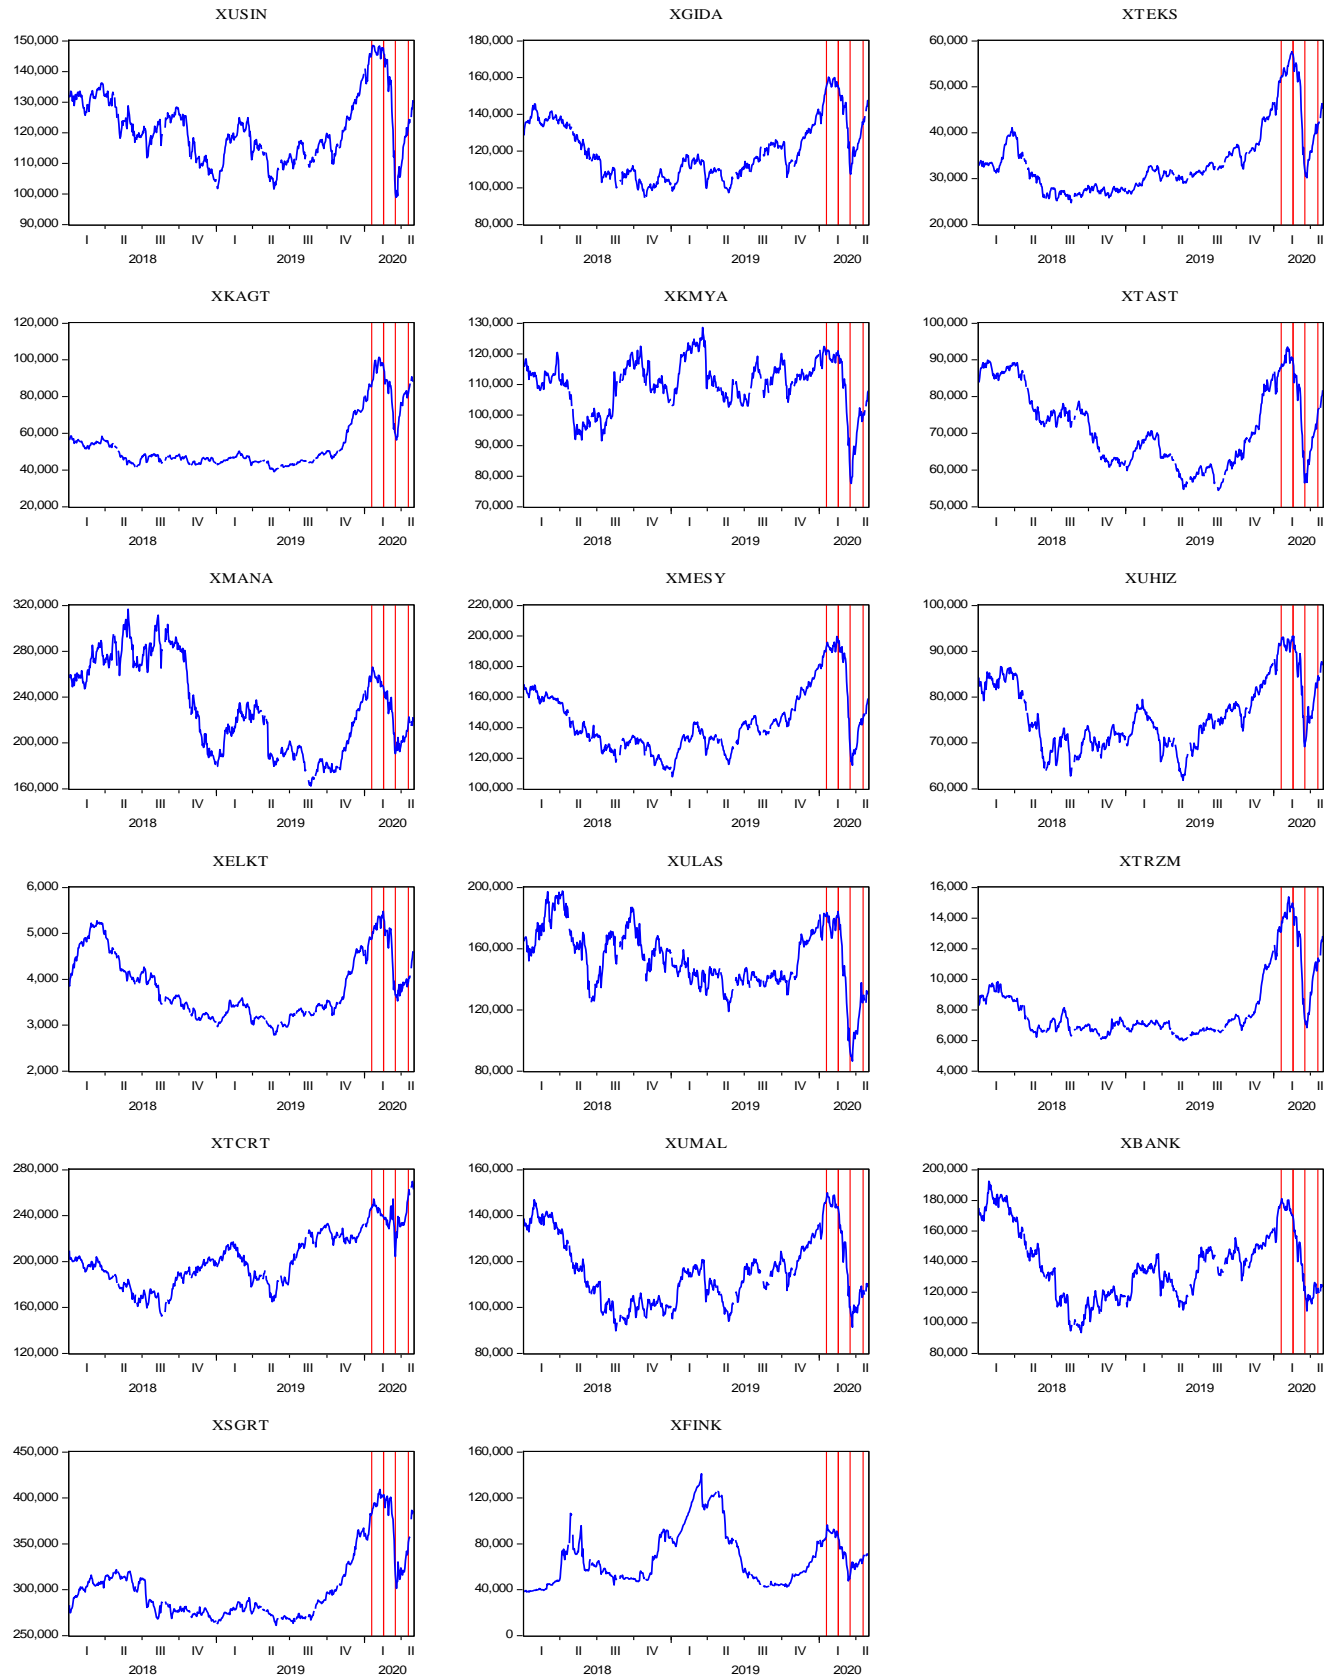 XUSIN XGIDA XTEKS
150,000 180,000 60,000
140,000
160,000 50,000
130,000
140,000
120,000 40,000
120,000
110,000
100,000 30,000
100,000
90,000 80,000 20,000
I II III IV I II III IV I II I II III IV I II III IV I II I II III IV I II III IV I II
2018 2019 2020 2018 2019 2020 2018 2019 2020
XKAGT XKMYA XTAST
120,000 130,000 100,000
120,000
100,000 90,000
110,000
80,000 80,000
100,000
60,000 70,000
90,000
40,000 60,000
80,000
20,000 70,000 50,000
I II III IV I II III IV I II I II III IV I II III IV I II I II III IV I II III IV I II
2018 2019 2020 2018 2019 2020 2018 2019 2020
XMANA XMESY XUHIZ
320,000 220,000 100,000
200,000
280,000 90,000
180,000
240,000 160,000 80,000
140,000
200,000 70,000
120,000
160,000 100,000 60,000
I II III IV I II III IV I II I II III IV I II III IV I II I II III IV I II III IV I II
2018 2019 2020 2018 2019 2020 2018 2019 2020
XELKT XULAS XTRZM
6,000 200,000 16,000
14,000
5,000 160,000
12,000
4,000 10,000
120,000 8,000
3,000
6,000
2,000 80,000 4,000
I II III IV I II III IV I II I II III IV I II III IV I II I II III IV I II III IV I II
2018 2019 2020 2018 2019 2020 2018 2019 2020
XTCRT XUMAL XBANK
280,000 160,000 200,000
180,000
240,000 140,000
160,000
200,000 120,000 140,000
120,000
160,000 100,000
100,000
120,000 80,000 80,000
I II III IV I II III IV I II I II III IV I II III IV I II I II III IV I II III IV I II
2018 2019 2020 2018 2019 2020 2018 2019 2020
XSGRT XFINK
450,000 160,000
400,000 120,000
350,000 80,000
300,000 40,000
250,000 0
I II III IV I II III IV I II I II III IV I II III IV I II
2018 2019 2020 2018 2019 2020